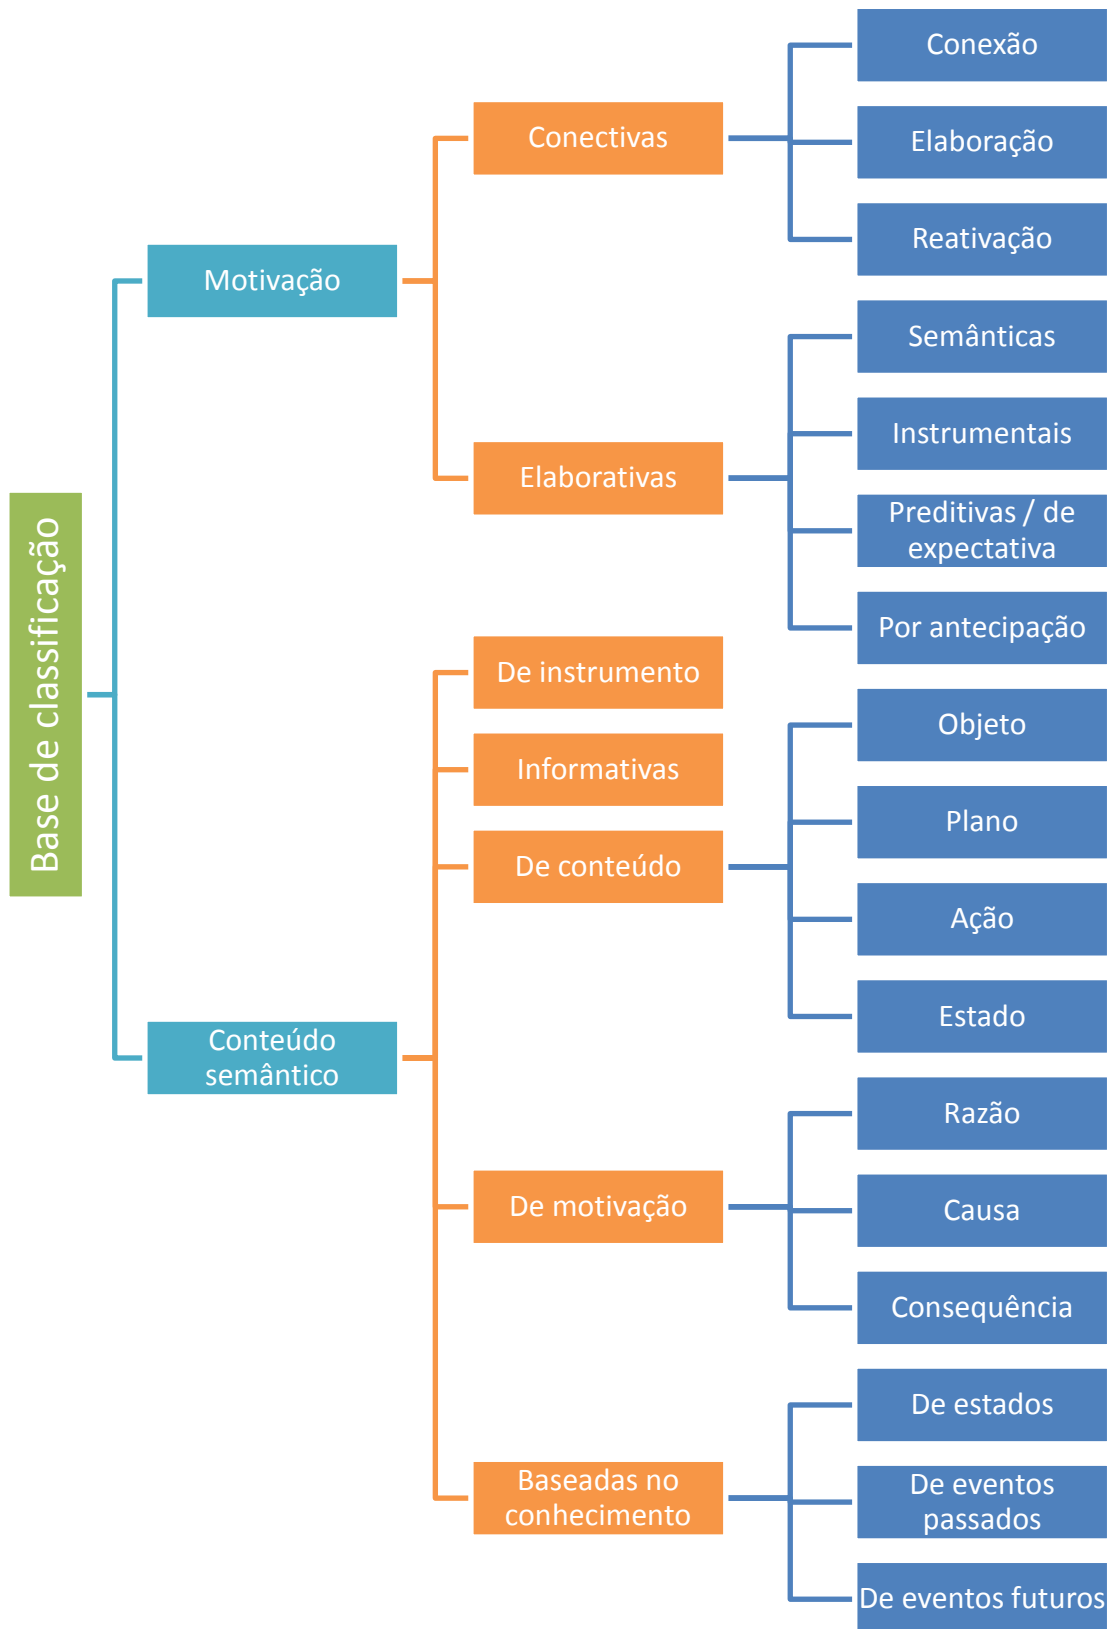 Base de classificação
Motivação
Conectivas
Conexão
Elaboração
Reativação
Elaborativas
Semânticas
Instrumentais
Preditivas / de
expectativa
Por antecipação
Conteúdo
semântico
De instrumento
Informativas
De conteúdo
Objeto
Plano
Ação
Estado
De motivação
Razão
Causa
Consequência
Baseadas no
conhecimento
De estados
De eventos
passados
De eventos futuros